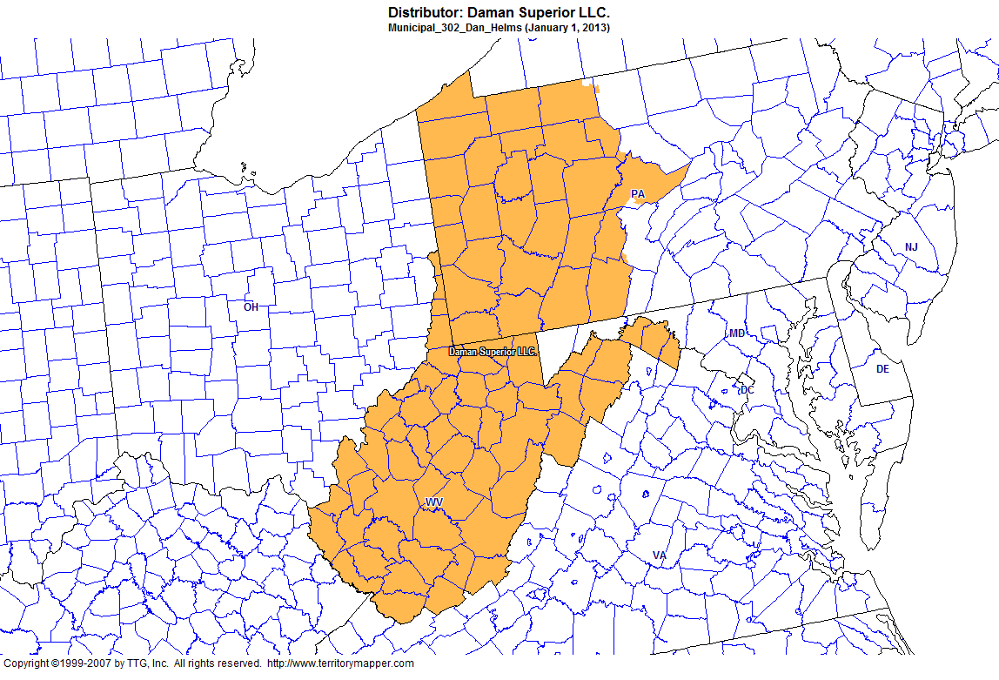 Distributor: Daman Superior LLC.
Municipal_302_Dan_Helms (January 1, 2013)
PA
NJ
OH
MD
Daman Superior LLC.
DE
DC
WV
VA
Copyright ©1999-2007 by TTG, Inc. All rights reserved. http://www.territorymapper.com